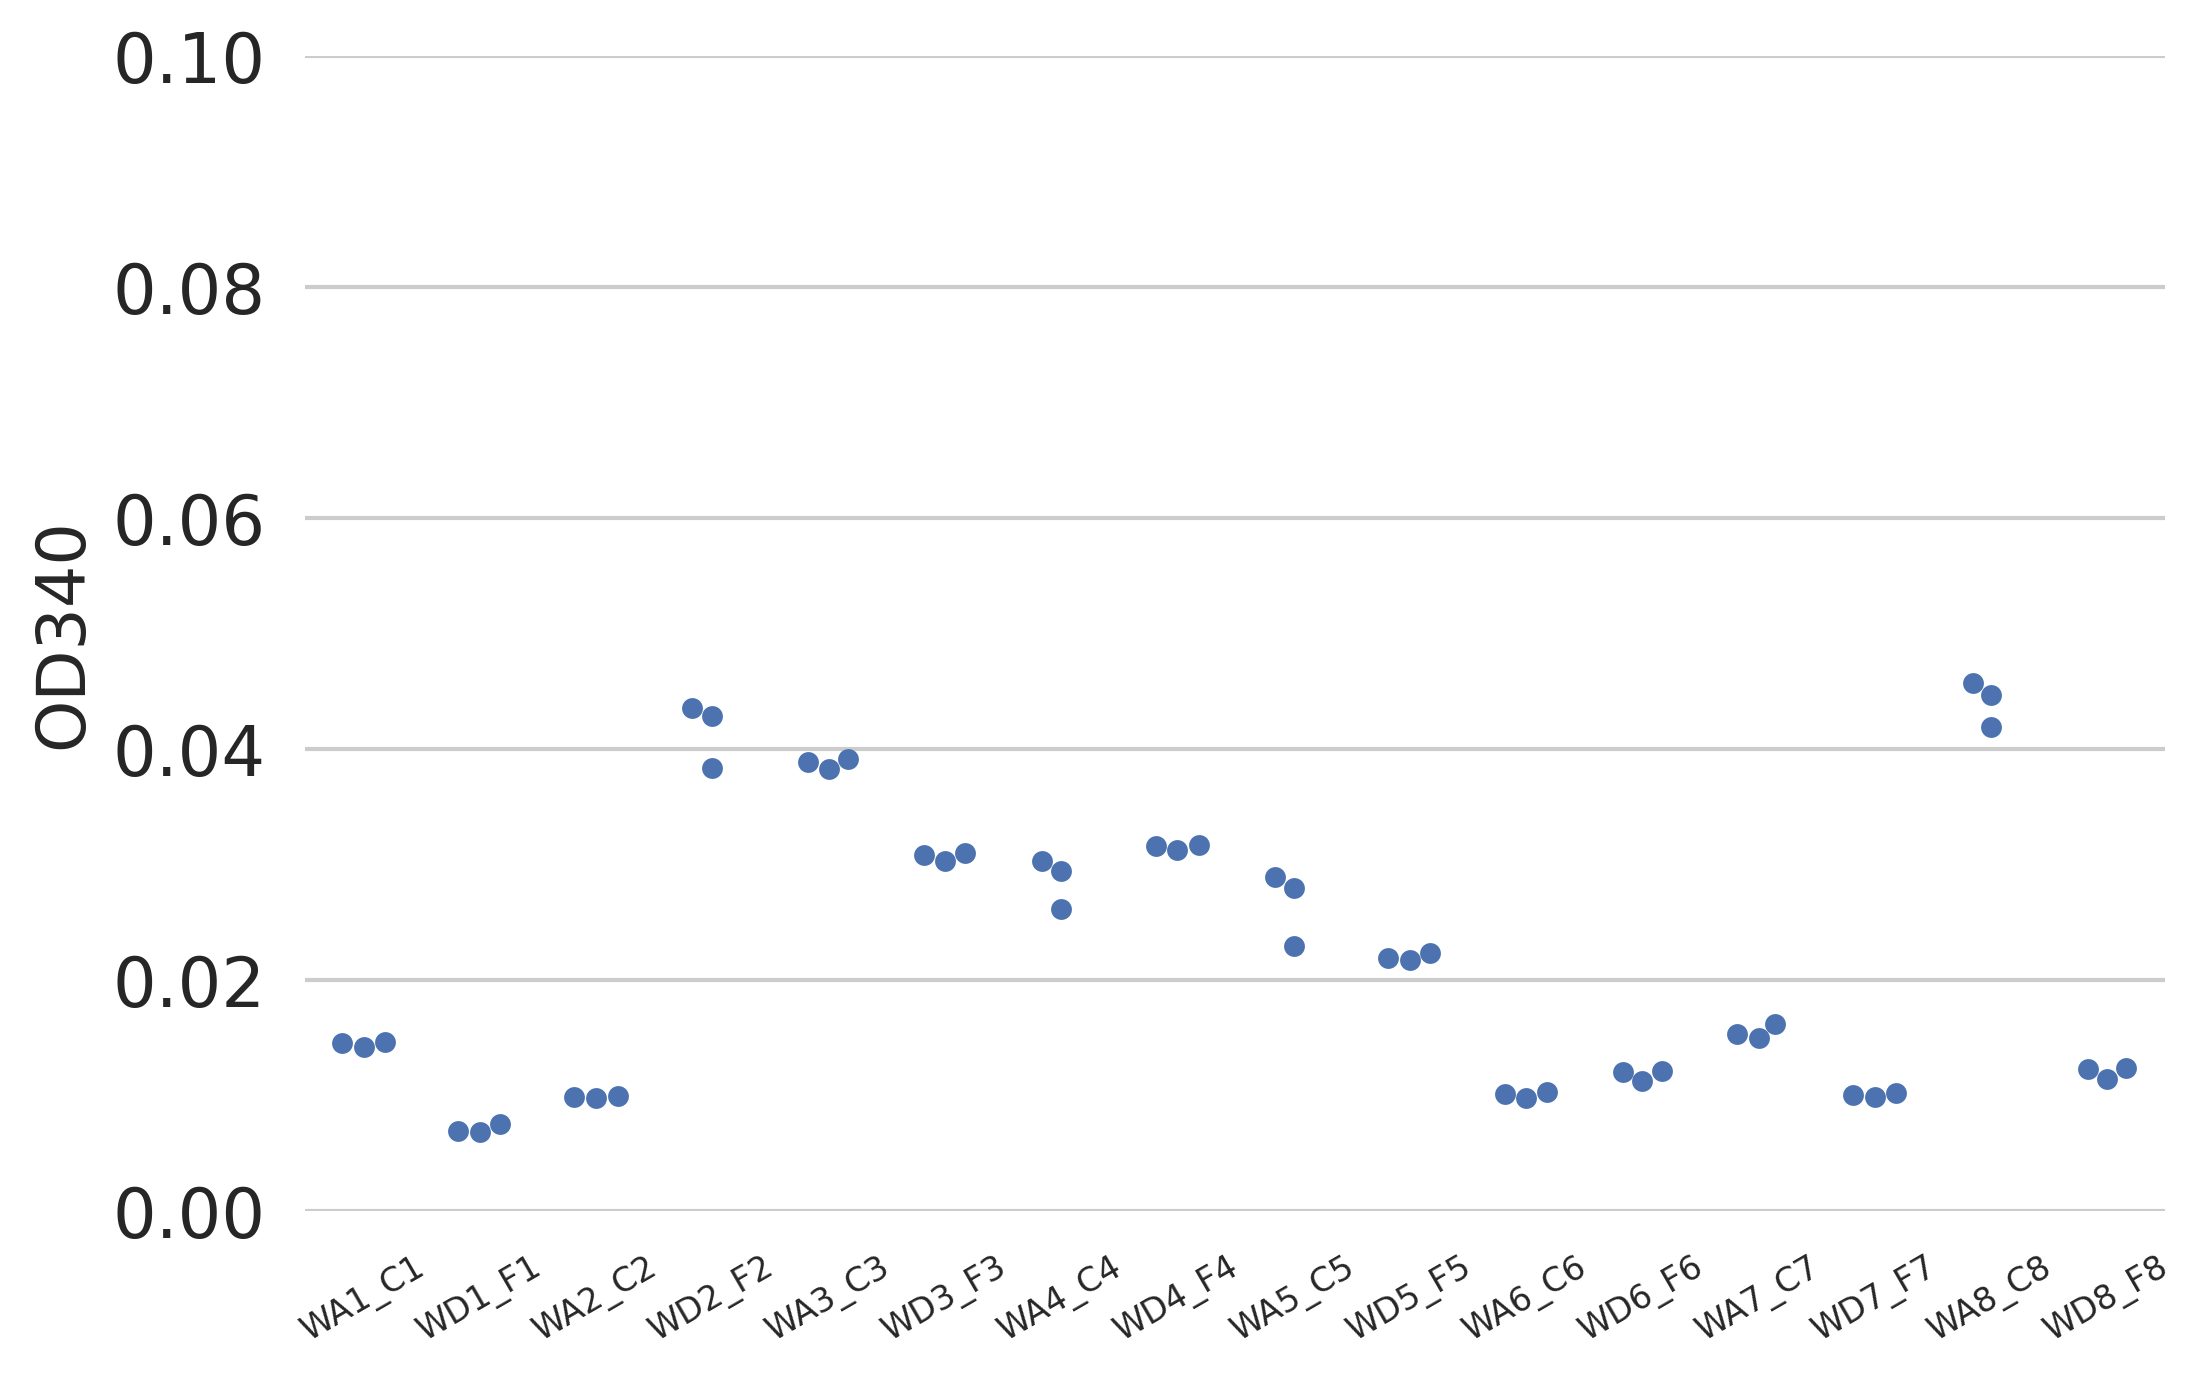 0.10
0.08
0.06
0.04
0.02
0.00
OD340
WA1_C1
WD1_F1
WA2_C2
WD2_F2
WA3_C3
WD3_F3
WA4_C4
WD4_F4
WA5_C5
WD5_F5
WA6_C6
WD6_F6
WA7_C7
WD7_F7
WA8_C8
WD8_F8